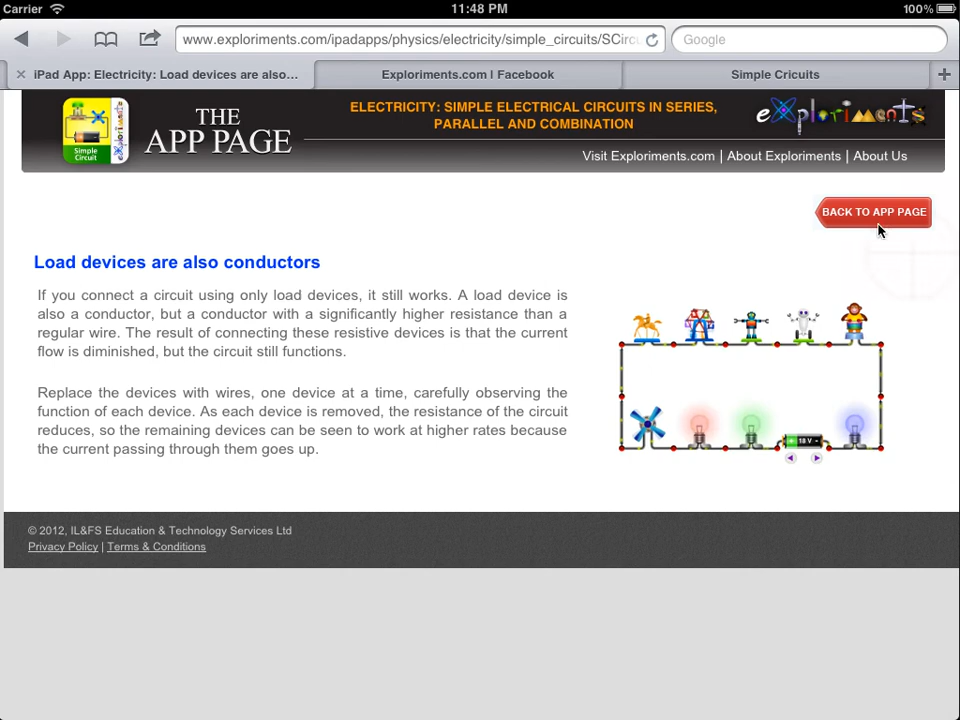 Carrier 11:48 PM 100%
www.exploriments.com/ipadapps/physics/electricity/simple_circuits/SCirc Google
iPad App: Electricity: Load devices are also... Exploriments.com | Facebook Simple Cricuits
Simple
Circuit
exploriments
THE
APP PAGE
ELECTRICITY: SIMPLE ELECTRICAL CIRCUITS IN SERIES,
PARALLEL AND COMBINATION
exploriments
Visit Exploriments.com | About Exploriments | About Us
BACK TO APP PAGE
Load devices are also conductors
If you connect a circuit using only load devices, it still works. A load device is
also a conductor, but a conductor with a significantly higher resistance than a
regular wire. The result of connecting these resistive devices is that the current
flow is diminished, but the circuit still functions.
Replace the devices with wires, one device at a time, carefully observing the
function of each device. As each device is removed, the resistance of the circuit
reduces, so the remaining devices can be seen to work at higher rates because
the current passing through them goes up.
18 V
© 2012, IL&FS Education & Technology Services Ltd
Privacy Policy | Terms & Conditions